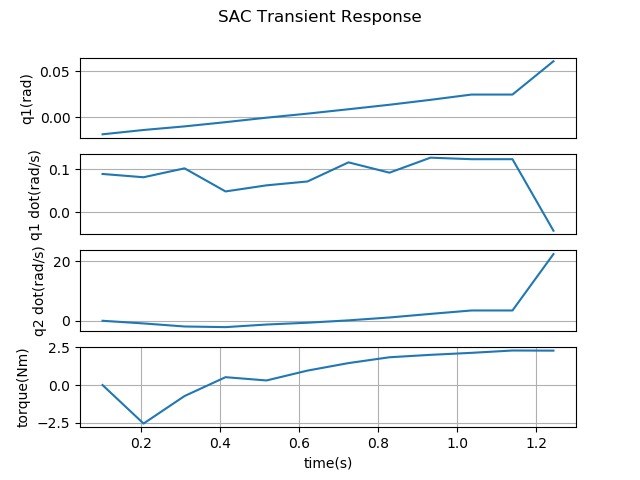 SAC Transient Response
q1(rad)
0.05
0.00
q1 dot(rad/s)
0.1
0.0
q2 dot(rad/s)
20
0
torque(Nm)
2.5
0.0
−2.5
0.2 0.4 0.6 0.8 1.0 1.2
time(s)